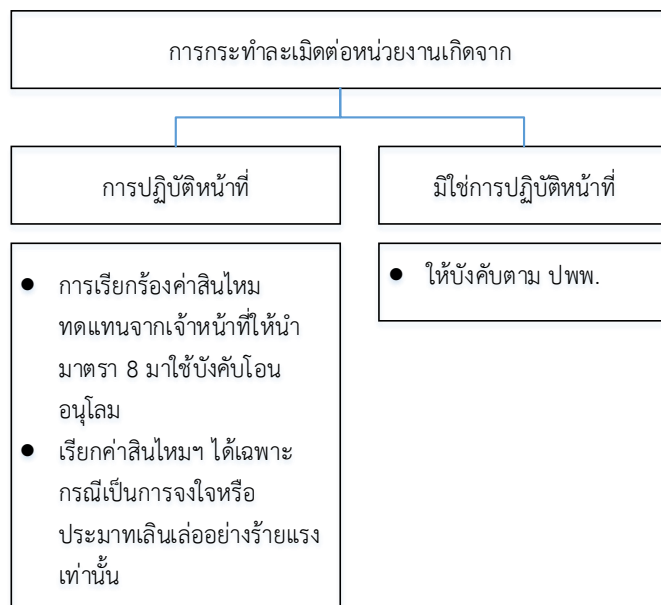 การกระทำละเมิดต่อหน่วยงานเกิดจาก
การปฏิบัติหน้าที่
มิใช่การปฏิบัติหน้าที่
● การเรียกร้องค่าสินไหม
ทดแทนจากเจ้าหน้าที่ให้นำ
มาตรา 8 มาใช้บังคับโอน
อนุโลม
● เรียกค่าสินไหมฯ ได้เฉพาะ
กรณีเป็นการจงใจหรือ
ประมาทเลินเล่ออย่างร้ายแรง
เท่านั้น
● ให้บังคับตาม ปพพ.